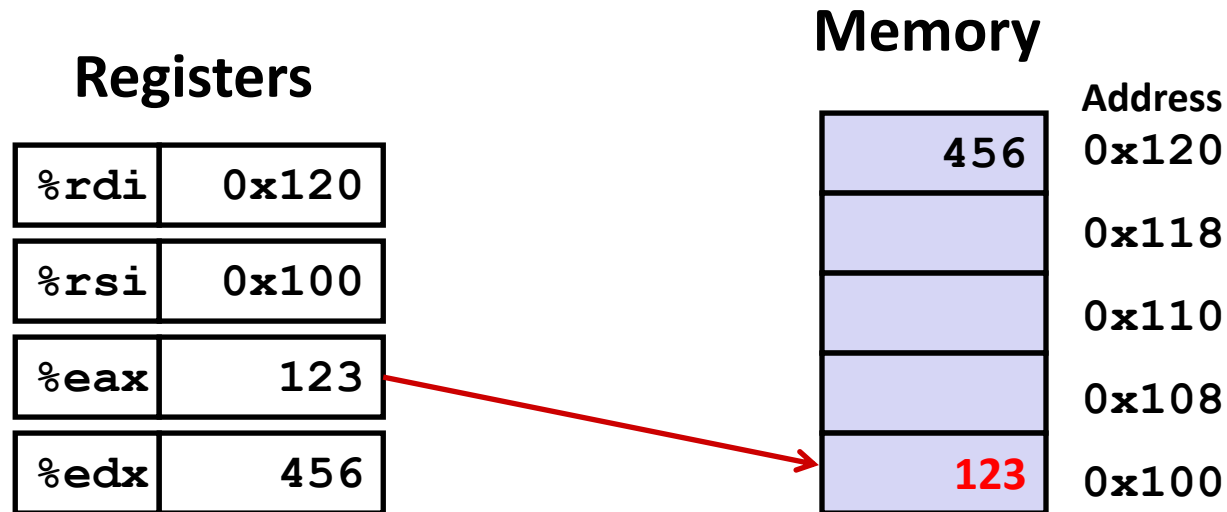 Registers
%rdi 0x120
%rsi 0x100
%eax 123
%edx 456
Memory
Address
456 0x120
0x118
0x110
0x108
123 0x100